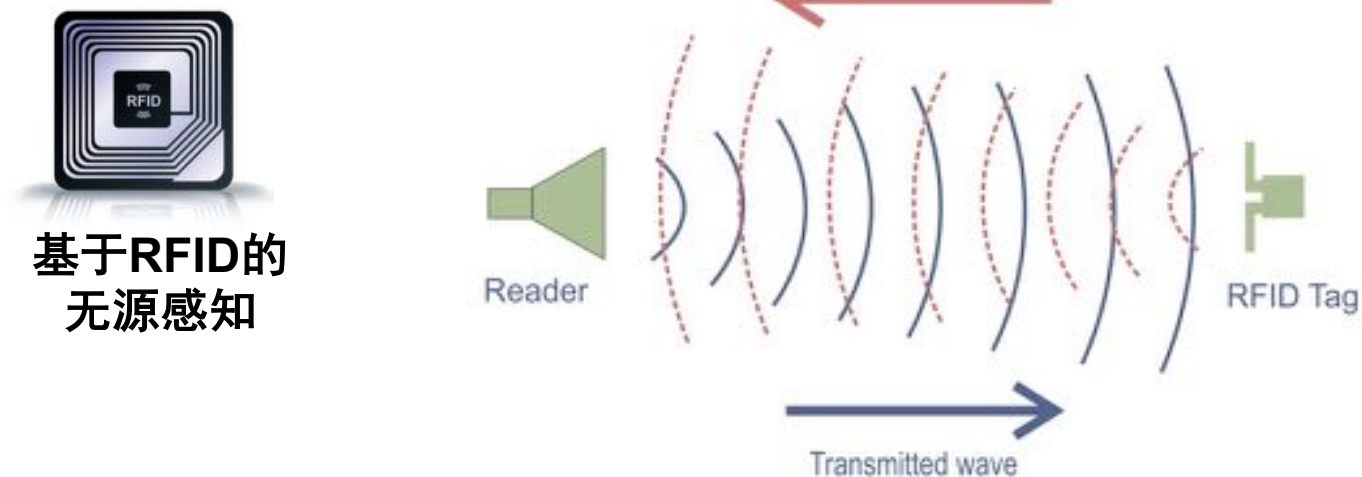 RFID
基于RFID的
无源感知
Reader
RFID Tag
Transmitted wave